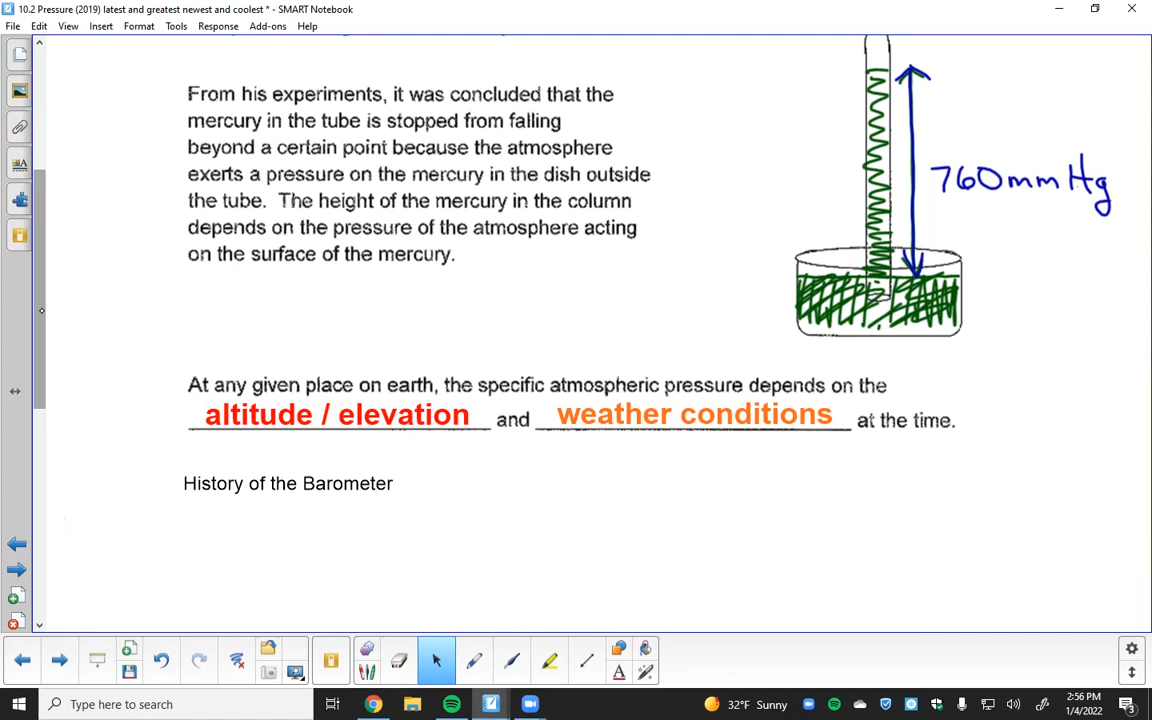 10.2 Pressure (2019) latest and greatest newest and coolest * - SMART Notebook
File Edit View Insert Format Tools Response Add-ons Help
From his experiments, it was concluded that the
mercury in the tube is stopped from falling
beyond a certain point because the atmosphere
exerts a pressure on the mercury in the dish outside
the tube. The height of the mercury in the column
depends on the pressure of the atmosphere acting
on the surface of the mercury.
760mmHg
At any given place on earth, the specific atmospheric pressure depends on the
altitude / elevation and weather conditions at the time.
History of the Barometer
Type here to search
32°F Sunny
2:56 PM
1/4/2022
3